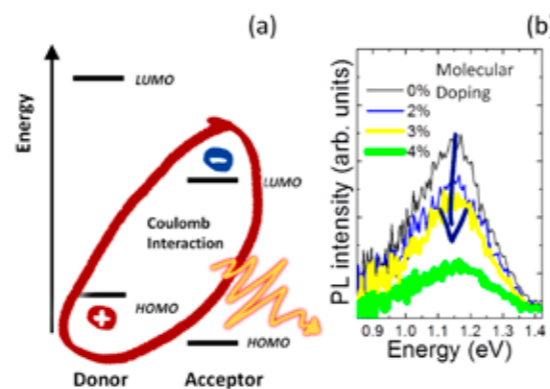 (a)
Energy
LUMO
−
LUMO
Coulomb
Interaction
+
HOMO
HOMO
Donor
Acceptor
(b)
PL intensity (arb. units)
0%
2%
3%
4%
Molecular
Doping
0.9 1.0 1.1 1.2 1.3 1.4
Energy (eV)